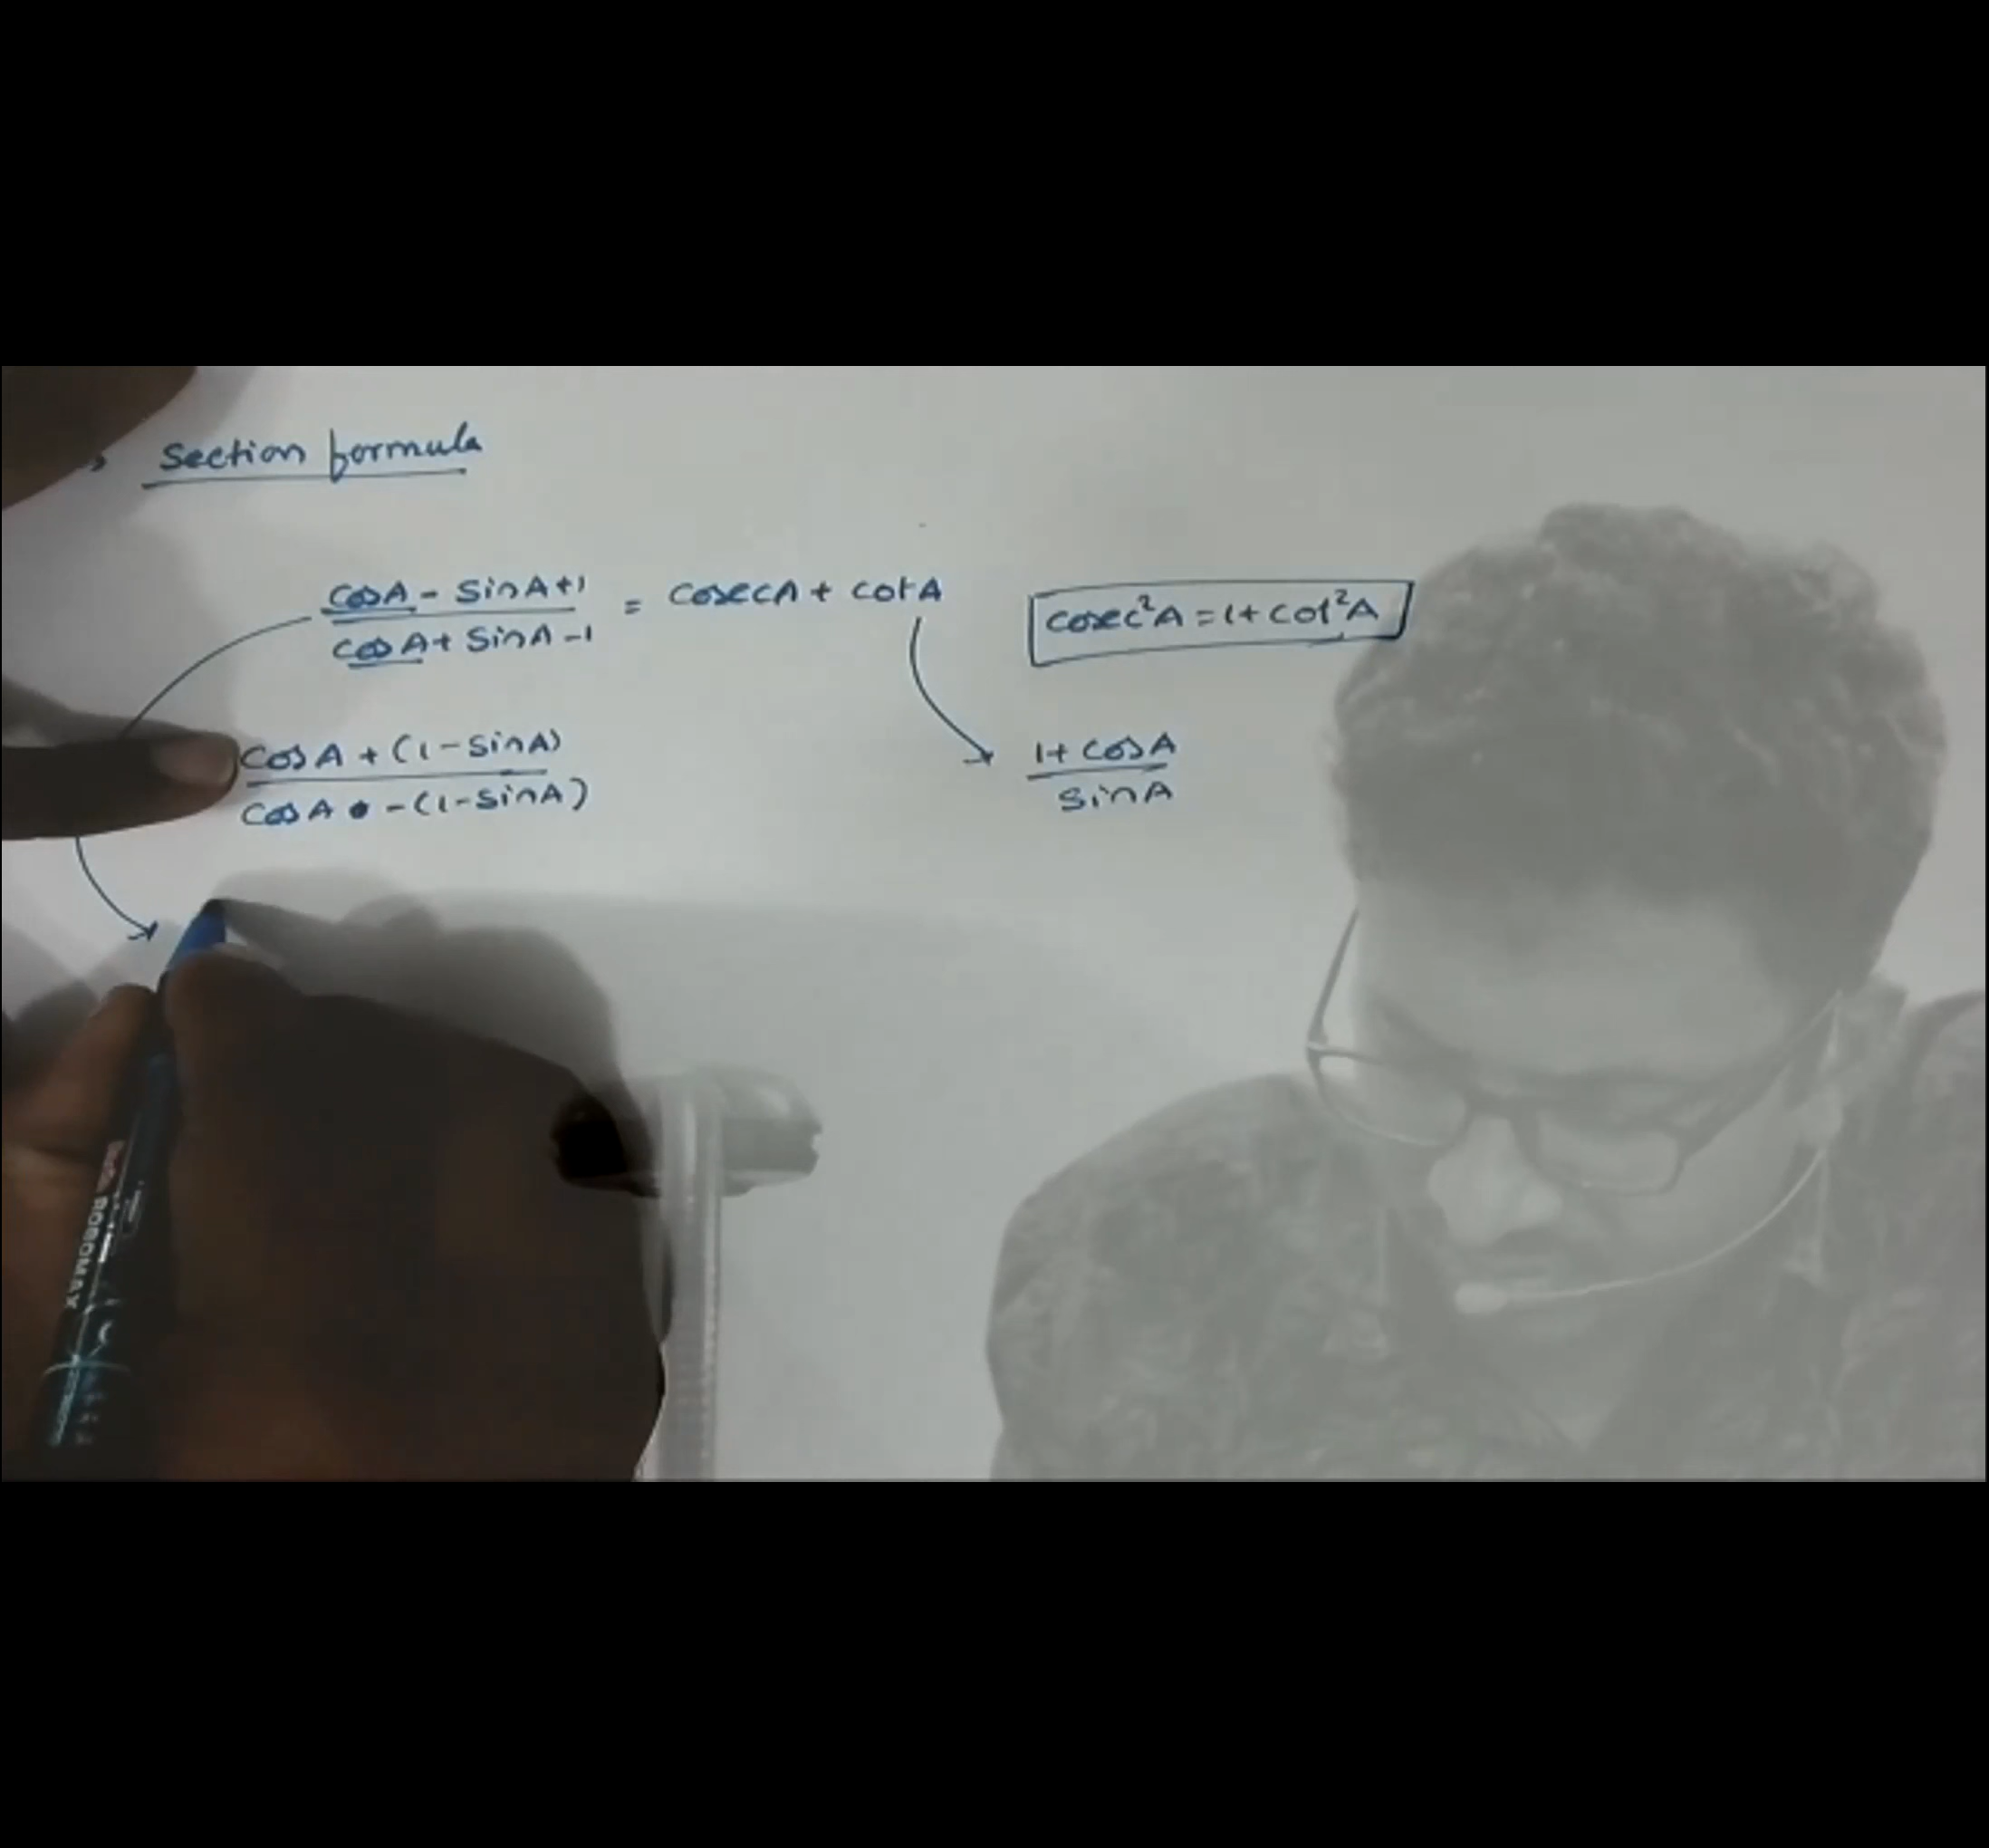 Section formula
cosA - sinA+1 / cosA + sinA -1 = cosecA + cotA
cosec²A = 1+ cot²A
cosA + (1-sinA) / cosA • -(1-sinA)
1+ cosA / sinA
ROBOMAX